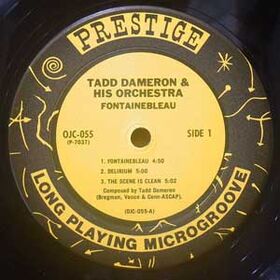 PRESTIGE
TADD DAMERON &
HIS ORCHESTRA
FONTAINEBLEAU
OJC-055
(P-7037)
SIDE 1
1. FONTAINEBLEAU 4:50
2. DELIRIUM 5:00
3. THE SCENE IS CLEAN 5:02
Composed by Tadd Dameron
(Bregman, Vocco & Conn-ASCAP).
(OJC-055-A)
LONG PLAYING MICROGROOVE